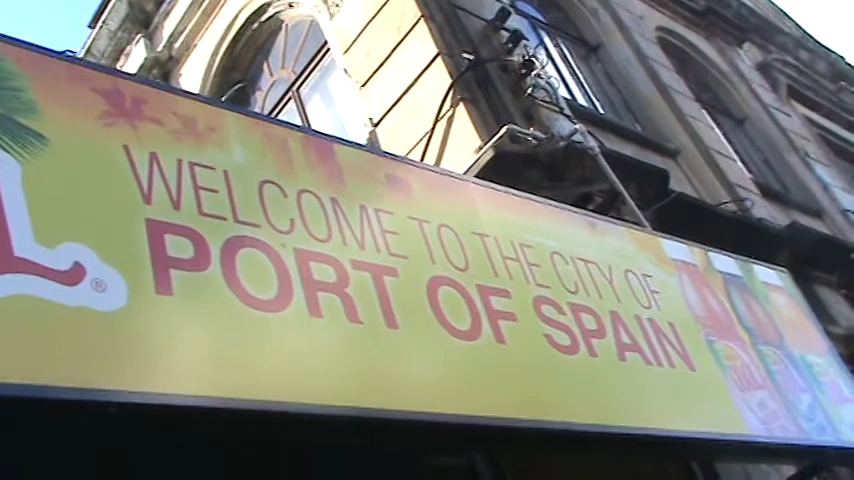 WELCOME TO THE CITY OF
PORT OF SPAIN
®